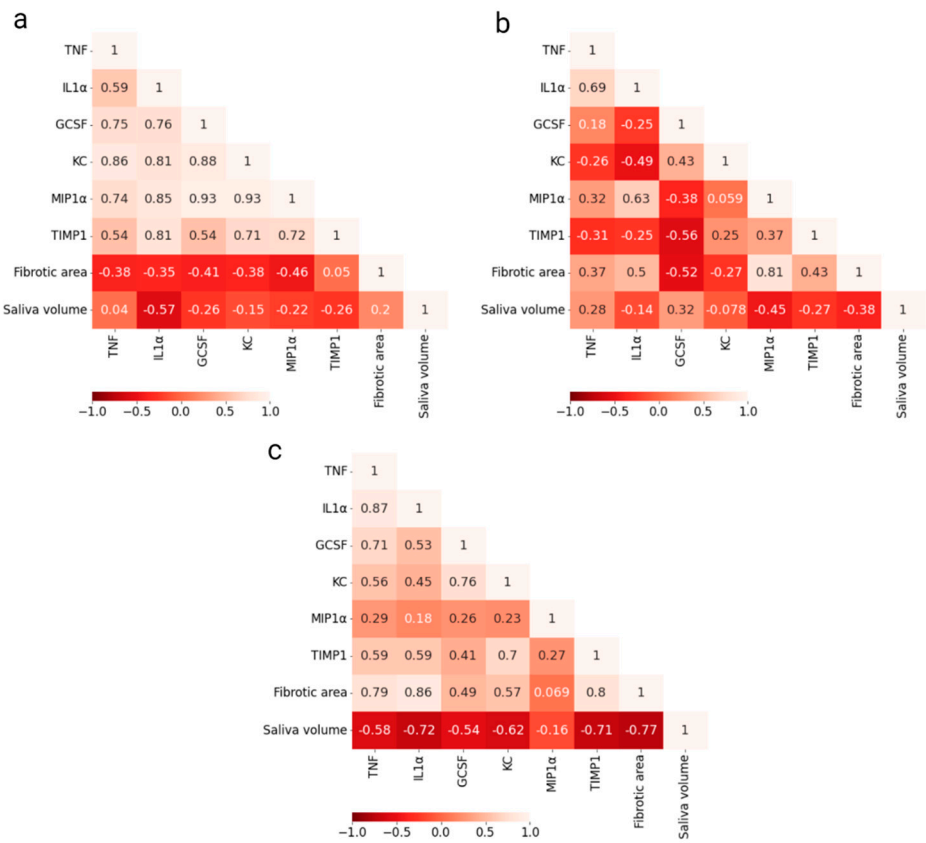 a
TNF 1
IL1α 0.59 1
GCSF 0.75 0.76 1
KC 0.86 0.81 0.88 1
MIP1α 0.74 0.85 0.93 0.93 1
TIMP1 0.54 0.81 0.54 0.71 0.72 1
Fibrotic area -0.38 -0.35 -0.41 -0.38 -0.46 0.05 1
Saliva volume 0.04 -0.57 -0.26 -0.15 -0.22 -0.26 0.2 1
TNF IL1α GCSF KC MIP1α TIMP1 Fibrotic area Saliva volume
−1.0 −0.5 0.0 0.5 1.0
b
TNF 1
IL1α 0.69 1
GCSF 0.18 -0.25 1
KC -0.26 -0.49 0.43 1
MIP1α 0.32 0.63 -0.38 0.059 1
TIMP1 -0.31 -0.25 -0.56 0.25 0.37 1
Fibrotic area 0.37 0.5 -0.52 -0.27 0.81 0.43 1
Saliva volume 0.28 -0.14 0.32 -0.078 -0.45 -0.27 -0.38 1
TNF IL1α GCSF KC MIP1α TIMP1 Fibrotic area Saliva volume
−1.0 −0.5 0.0 0.5 1.0
c
TNF 1
IL1α 0.87 1
GCSF 0.71 0.53 1
KC 0.56 0.45 0.76 1
MIP1α 0.29 0.18 0.26 0.23 1
TIMP1 0.59 0.59 0.41 0.7 0.27 1
Fibrotic area 0.79 0.86 0.49 0.57 0.069 0.8 1
Saliva volume -0.58 -0.72 -0.54 -0.62 -0.16 -0.71 -0.77 1
TNF IL1α GCSF KC MIP1α TIMP1 Fibrotic area Saliva volume
−1.0 −0.5 0.0 0.5 1.0